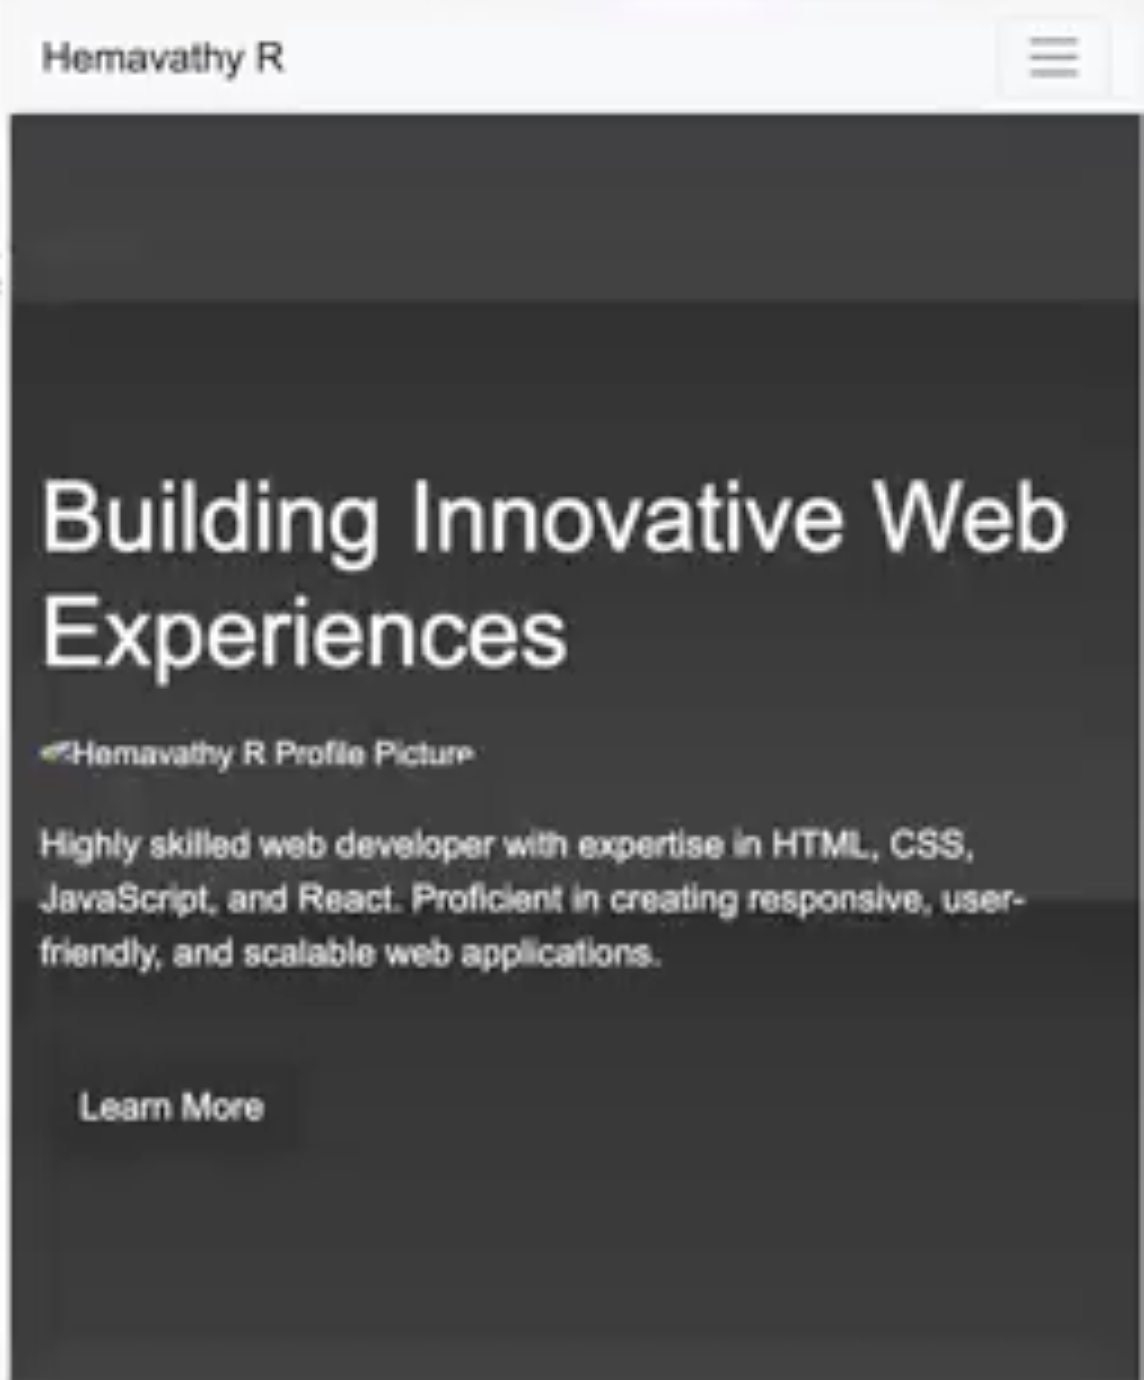 Hemavathy R
Building Innovative Web
Experiences
Hemavathy R Profile Picture
Highly skilled web developer with expertise in HTML, CSS,
JavaScript, and React. Proficient in creating responsive, user-
friendly, and scalable web applications.
Learn More